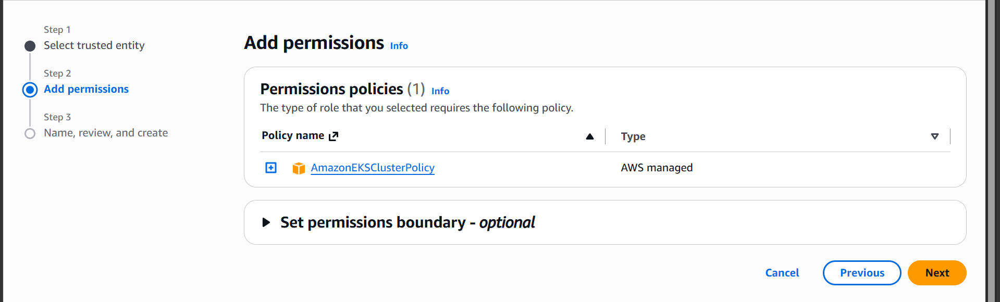 Step 1
Select trusted entity
Step 2
Add permissions
Step 3
Name, review, and create
Add permissions Info
Permissions policies (1) Info
The type of role that you selected requires the following policy.
Policy name Type
AmazonEKSClusterPolicy AWS managed
Set permissions boundary - optional
Cancel Previous Next